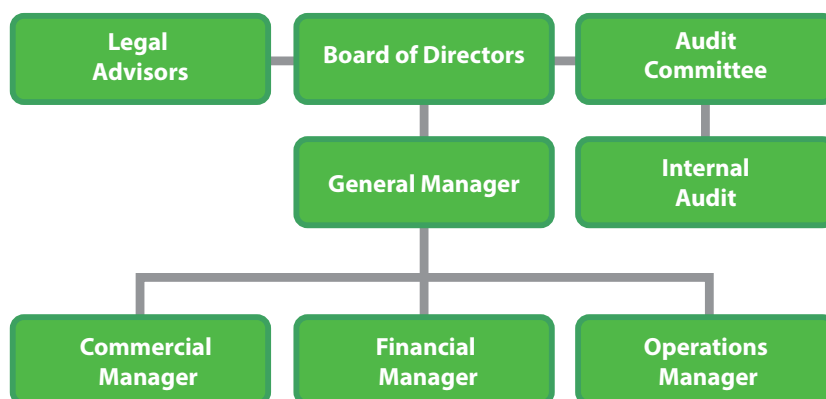 Legal
Advisors
Board of Directors
Audit
Committee
General Manager
Internal
Audit
Commercial
Manager
Financial
Manager
Operations
Manager